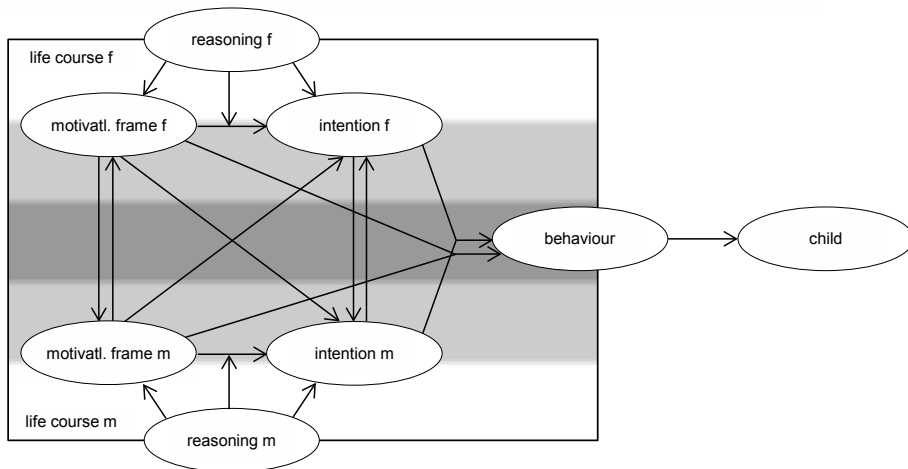 reasoning f
life course f
motivatl. frame f
intention f
behaviour
child
motivatl. frame m
intention m
life course m
reasoning m